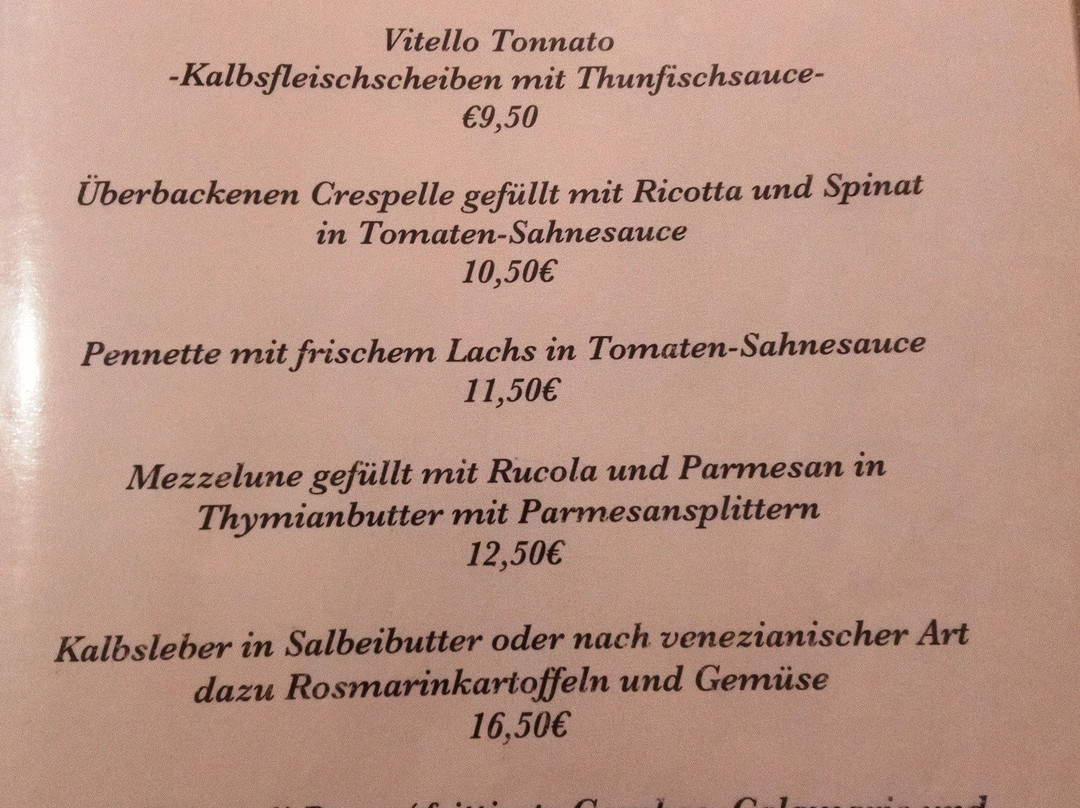 Vitello Tonnato
-Kalbsfleischscheiben mit Thunfischsauce-
€9,50
Überbackenen Crespelle gefüllt mit Ricotta und Spinat
in Tomaten-Sahnesauce
10,50€
Pennette mit frischem Lachs in Tomaten-Sahnesauce
11,50€
Mezzelune gefüllt mit Rucola und Parmesan in
Thymianbutter mit Parmesansplittern
12,50€
Kalbsleber in Salbeibutter oder nach venezianischer Art
dazu Rosmarinkartoffeln und Gemüse
16,50€